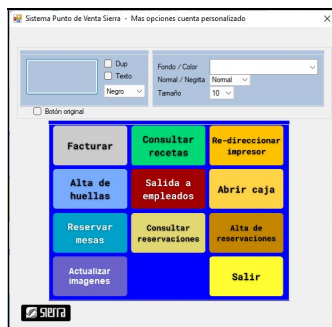 Sistema Punto de Venta Sierra - Mas opciones cuenta personalizado
Dup
Texto
Negro
Fondo / Color
Normal / Negrita Normal
Tamaño 10
Botón original
Facturar
Consultar
recetas
Re-direccionar
impresor
Alta de
huellas
Salida a
empleados
Abrir caja
Reservar
mesas
Consultar
reservaciones
Alta de
reservaciones
Actualizar
imagenes
Salir
sierra